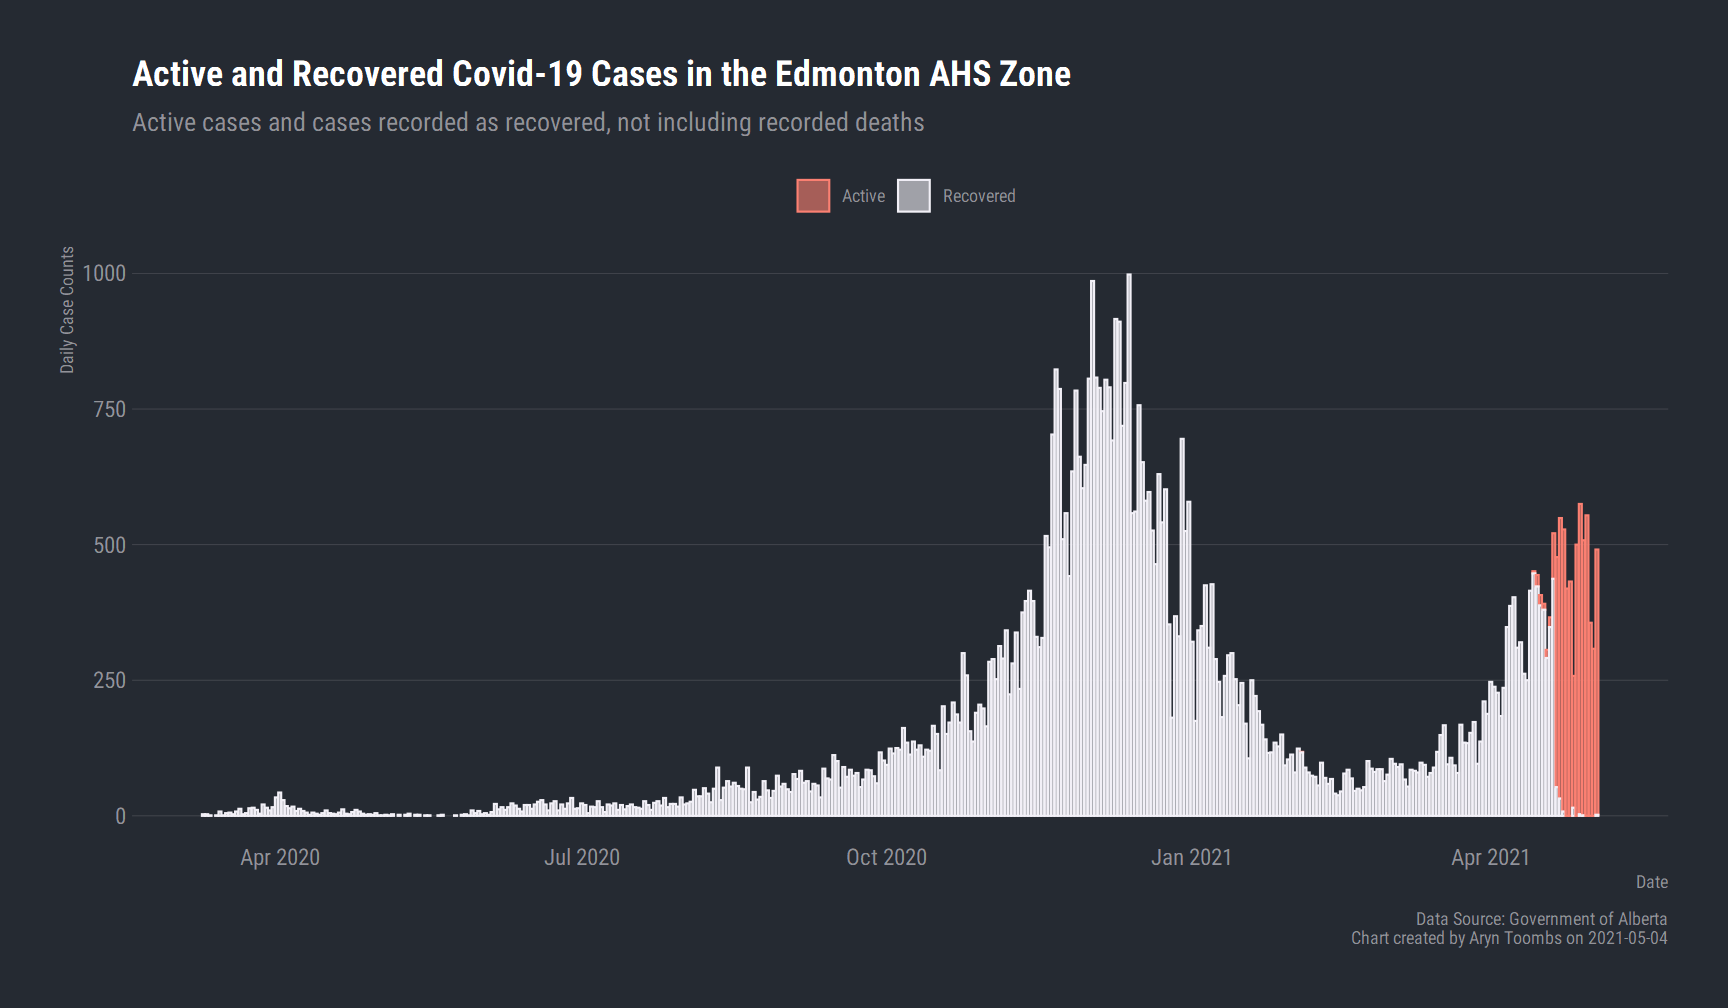 Active and Recovered Covid-19 Cases in the Edmonton AHS Zone
Active cases and cases recorded as recovered, not including recorded deaths
Active
Recovered
Daily Case Counts
1000
750
500
250
0
Apr 2020
Jul 2020
Oct 2020
Jan 2021
Apr 2021
Date
Data Source: Government of Alberta
Chart created by Aryn Toombs on 2021-05-04